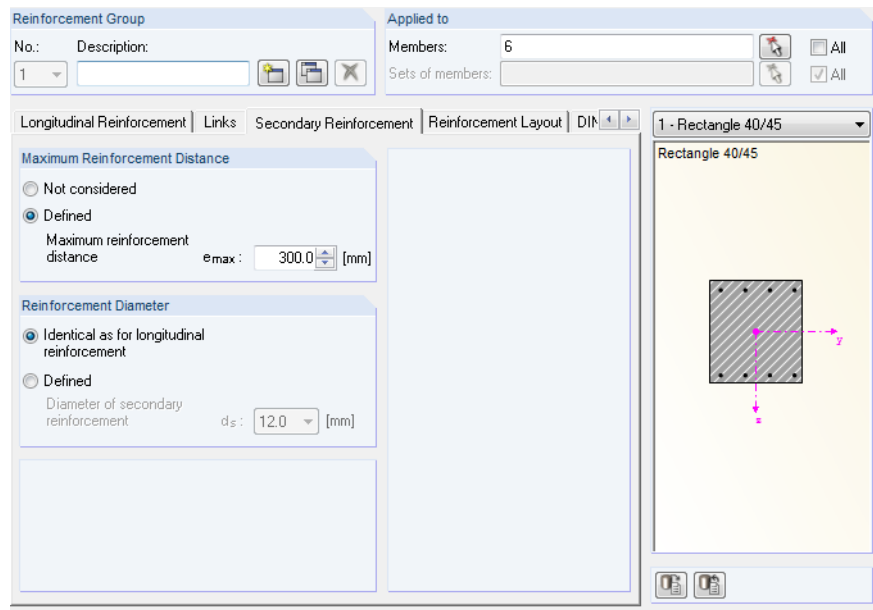 Reinforcement Group
Applied to
No.: Description:
Members: 6 All
1
Sets of members: All
Longitudinal Reinforcement Links Secondary Reinforcement Reinforcement Layout DIN
1 - Rectangle 40/45
Maximum Reinforcement Distance
Rectangle 40/45
Not considered
Defined
Maximum reinforcement
distance emax : 300.0 [mm]
Reinforcement Diameter
Identical as for longitudinal
reinforcement
Defined
Diameter of secondary
reinforcement ds : 12.0 [mm]
y
z